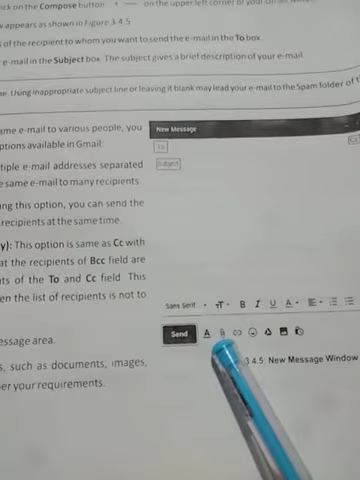 ick on the Compose button on the upper left corner of your
appears as shown in Figure 3.4.5
of the recipient to whom you want to send the e-mail in the To box.
e-mail in the Subject box. The subject gives a brief description of your e-mail.
Using inappropriate subject line or leaving it blank may lead your e-mail to the Spam folder of
ame e-mail to various people, you
ptions available in Gmail:
tiple e-mail addresses separated
e same e-mail to many recipients
ng this option, you can send the
recipients at the same time.
y): This option is same as Cc with
at the recipients of Bcc field are
ts of the To and Cc field. This
en the list of recipients is not to
essage area.
s, such as documents, images,
er your requirements.
New Message
To
Cc
Subject
Sans Serif
B I U A
Send
3.4.5: New Message Window